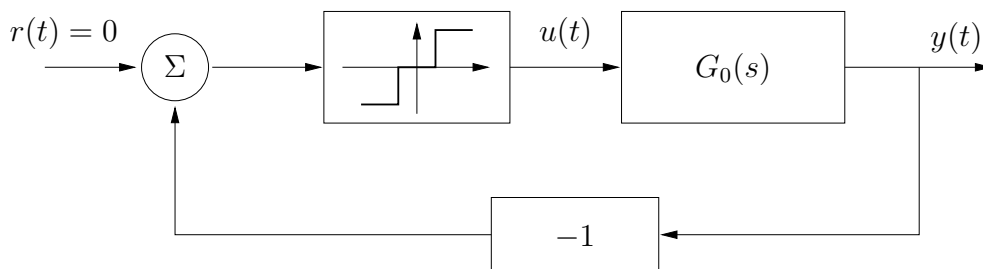 r(t) = 0
Σ
u(t)
G₀(s)
y(t)
−1